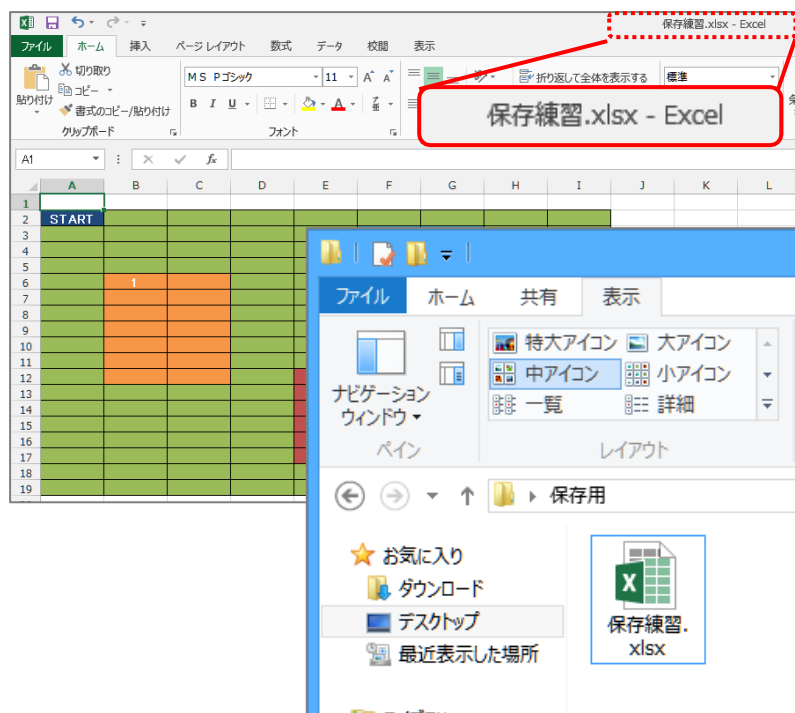 保存練習.xlsx - Excel
ファイル ホーム 挿入 ページ レイアウト 数式 データ 校閲 表示
切り取り
コピー
書式のコピー/貼り付け
貼り付け
クリップボード
ＭＳ Ｐゴシック 11
B I U
フォント
折り返して全体を表示する
標準
保存練習.xlsx - Excel
A1
fx
A B C D E F G H I J K L
1
2 START
3
4
5
6 1
7
8
9
10
11
12
13
14
15
16
17
18
19
ファイル ホーム 共有 表示
ナビゲーション
ウィンドウ
ペイン
特大アイコン 大アイコン
中アイコン 小アイコン
一覧 詳細
レイアウト
保存用
お気に入り
ダウンロード
デスクトップ
最近表示した場所
保存練習.
xlsx